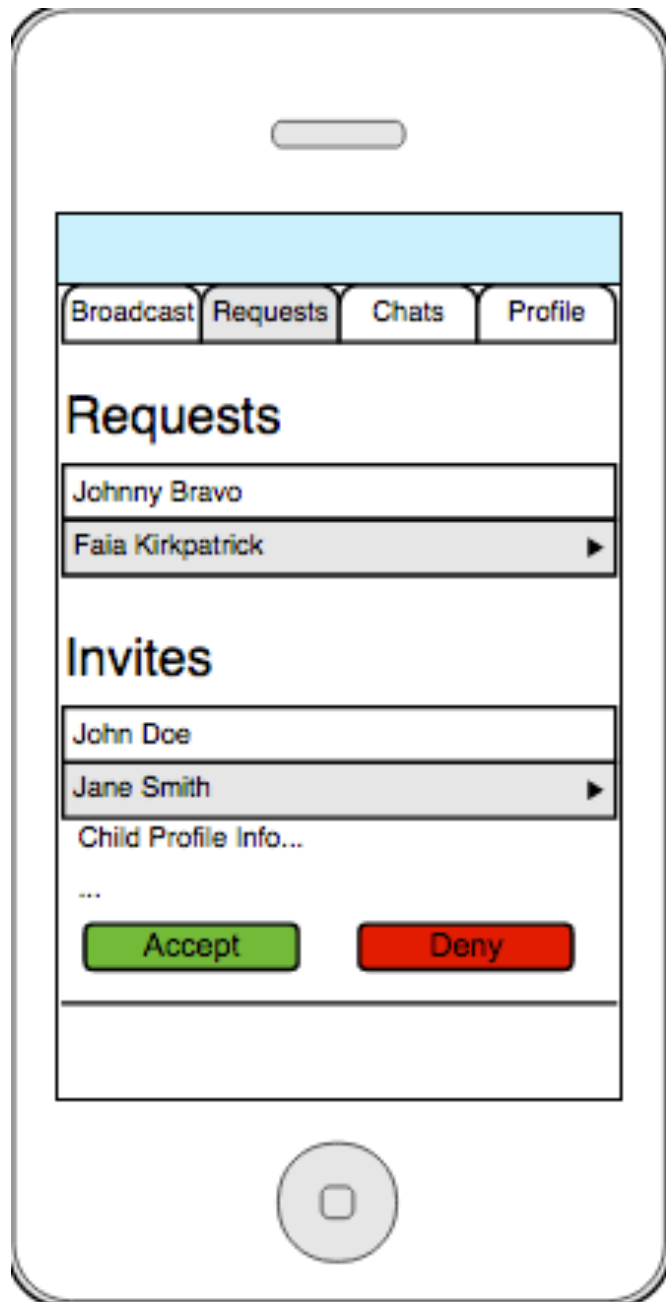 Broadcast Requests Chats Profile
Requests
Johnny Bravo
Faia Kirkpatrick
Invites
John Doe
Jane Smith
Child Profile Info...
...
Accept Deny